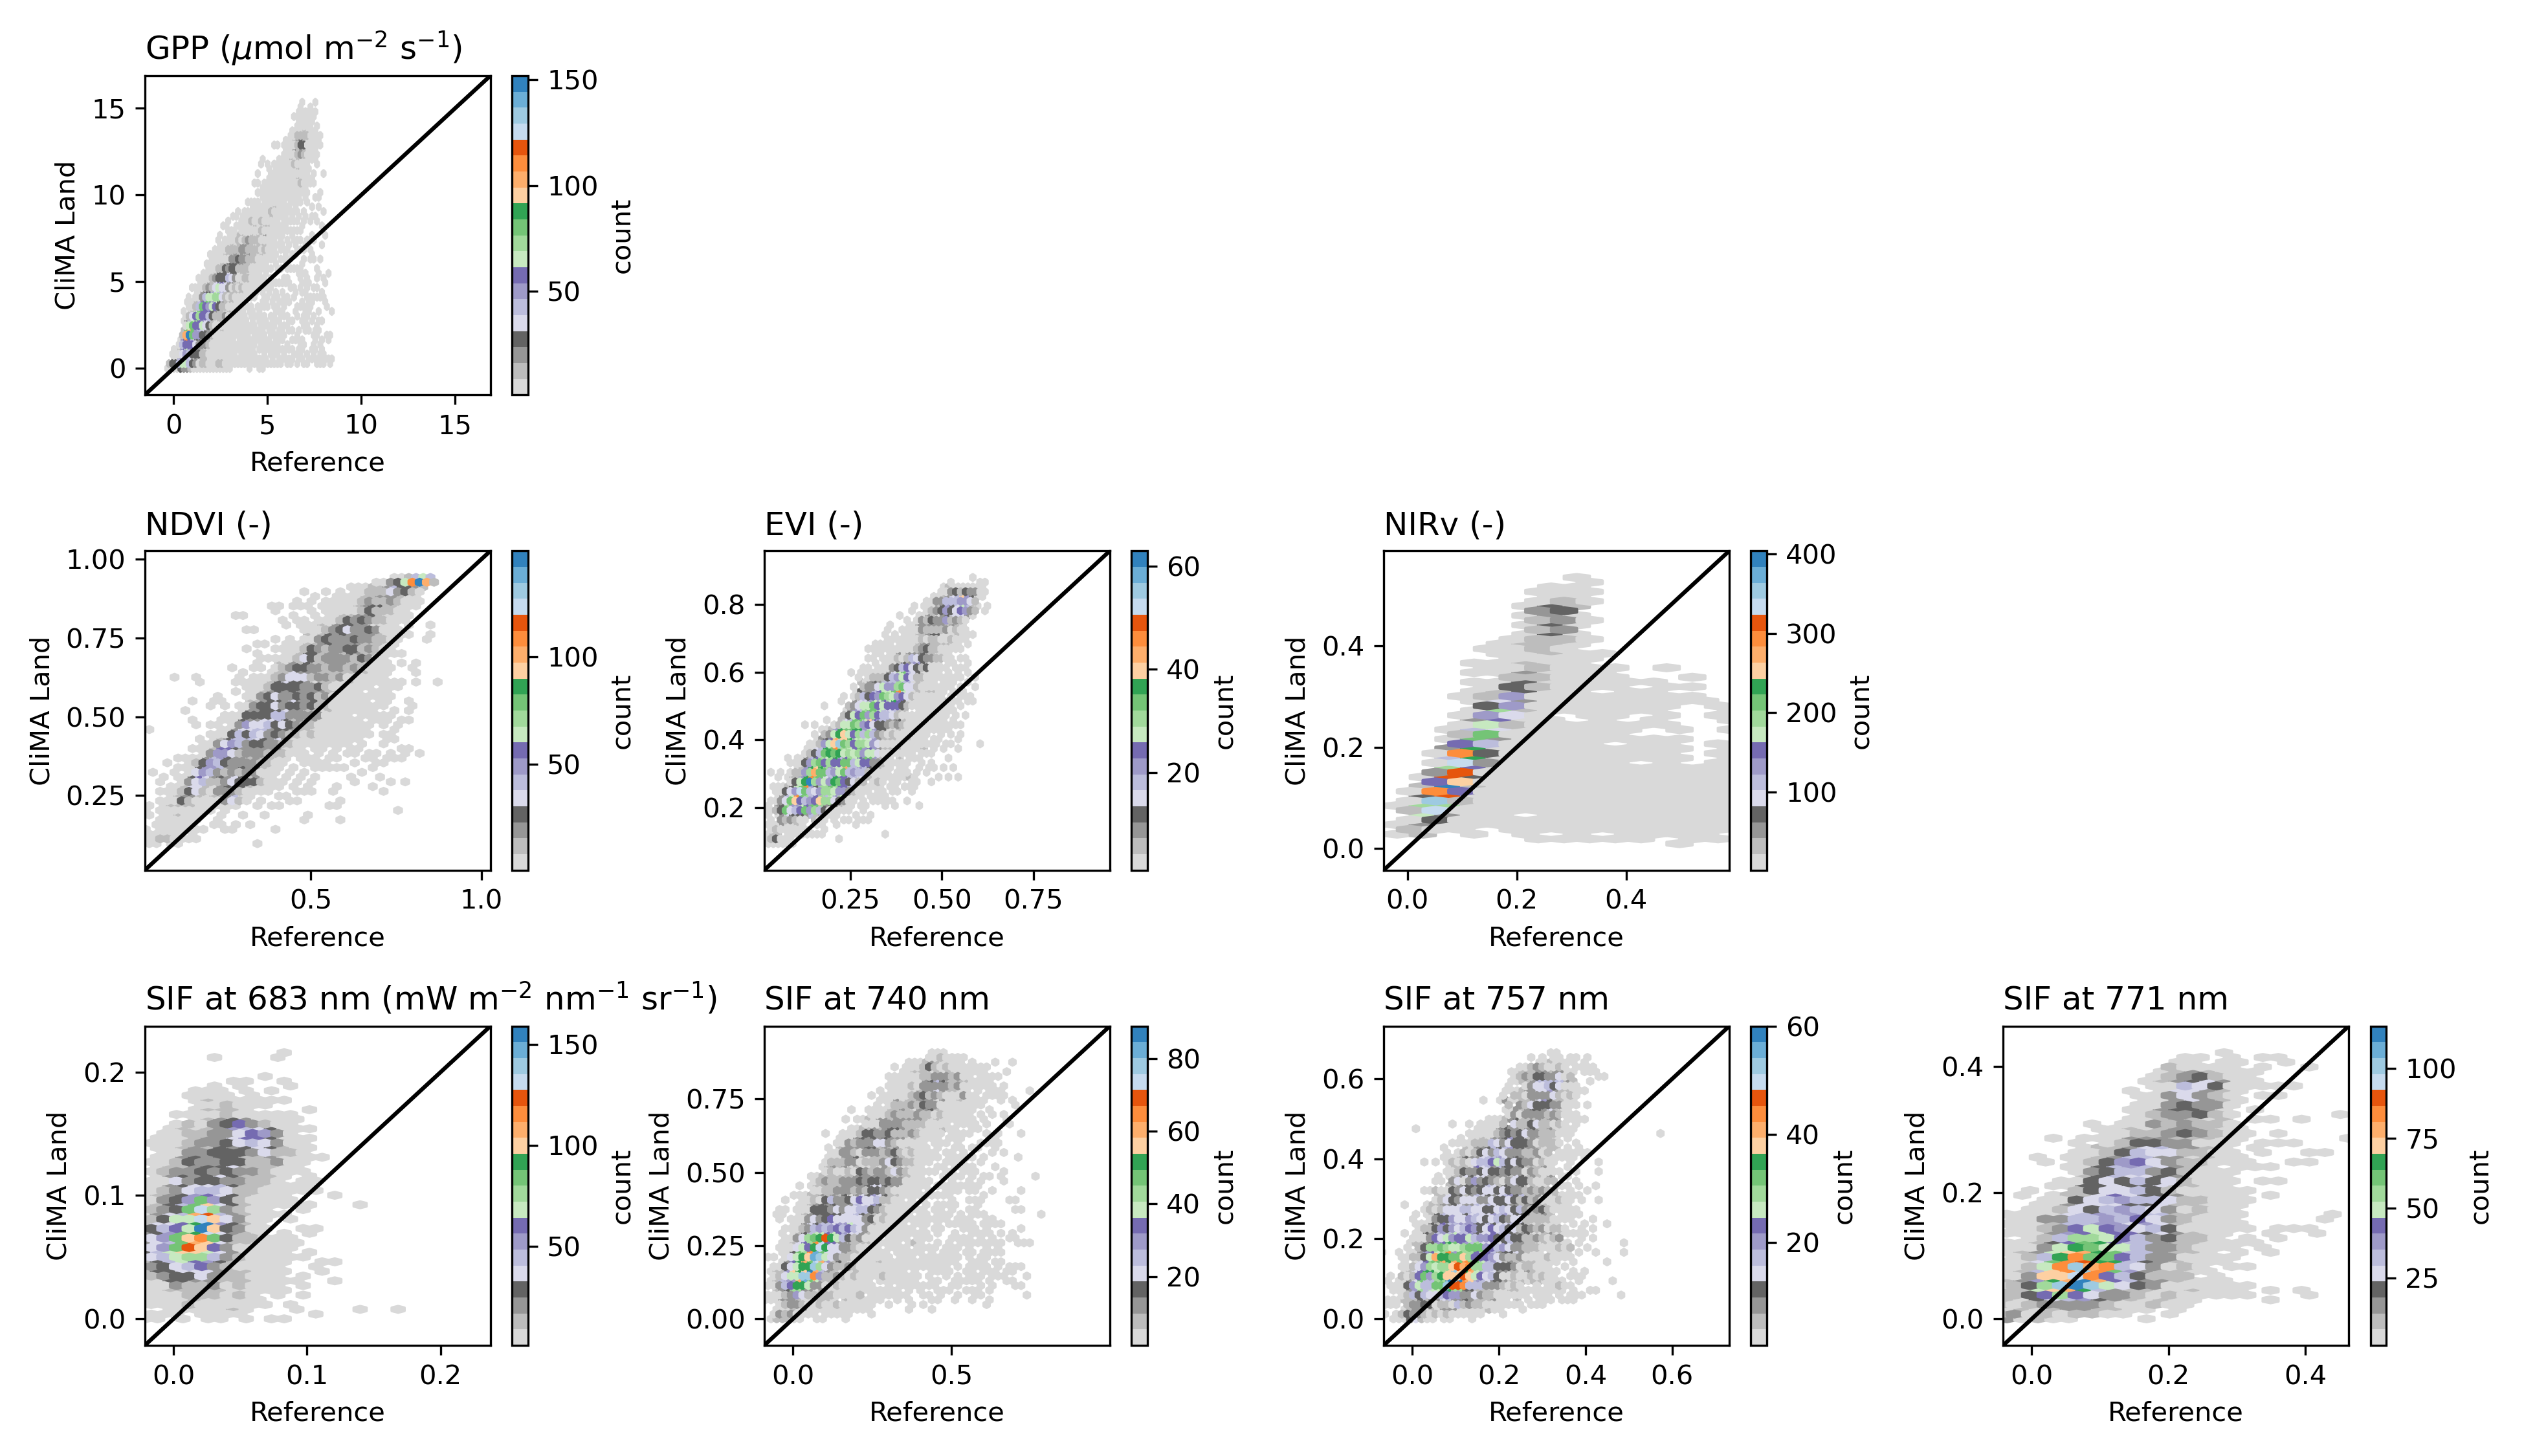 GPP (μmol m⁻² s⁻¹)
15
10
5
0
CliMA Land
0 5 10 15
Reference
150
100
50
count
NDVI (-)
1.00
0.75
0.50
0.25
CliMA Land
0.5 1.0
Reference
100
50
count
EVI (-)
0.8
0.6
0.4
0.2
CliMA Land
0.25 0.50 0.75
Reference
60
40
20
count
NIRv (-)
0.4
0.2
0.0
CliMA Land
0.0 0.2 0.4
Reference
400
300
200
100
count
SIF at 683 nm (mW m⁻² nm⁻¹ sr⁻¹)
0.2
0.1
0.0
CliMA Land
0.0 0.1 0.2
Reference
150
100
50
count
SIF at 740 nm
0.75
0.50
0.25
0.00
CliMA Land
0.0 0.5
Reference
80
60
40
20
count
SIF at 757 nm
0.6
0.4
0.2
0.0
CliMA Land
0.0 0.2 0.4 0.6
Reference
60
40
20
count
SIF at 771 nm
0.4
0.2
0.0
CliMA Land
0.0 0.2 0.4
Reference
100
75
50
25
count